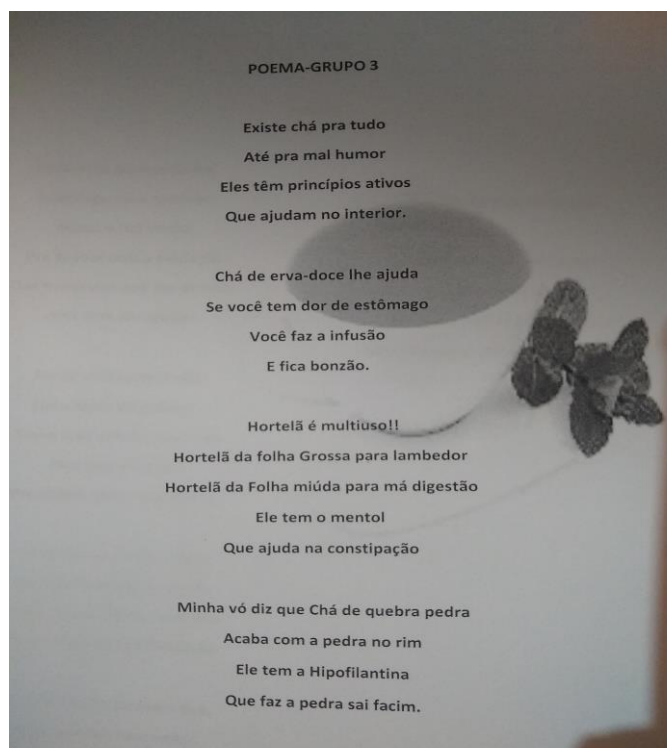 POEMA-GRUPO 3
Existe chá pra tudo
Até pra mal humor
Eles têm princípios ativos
Que ajudam no interior.
Chá de erva-doce lhe ajuda
Se você tem dor de estômago
Você faz a infusão
E fica bonzão.
Hortelã é multiuso!!
Hortelã da folha Grossa para lambedor
Hortelã da Folha miúda para má digestão
Ele tem o mentol
Que ajuda na constipação
Minha vó diz que Chá de quebra pedra
Acaba com a pedra no rim
Ele tem a Hipofilantina
Que faz a pedra sai facim.